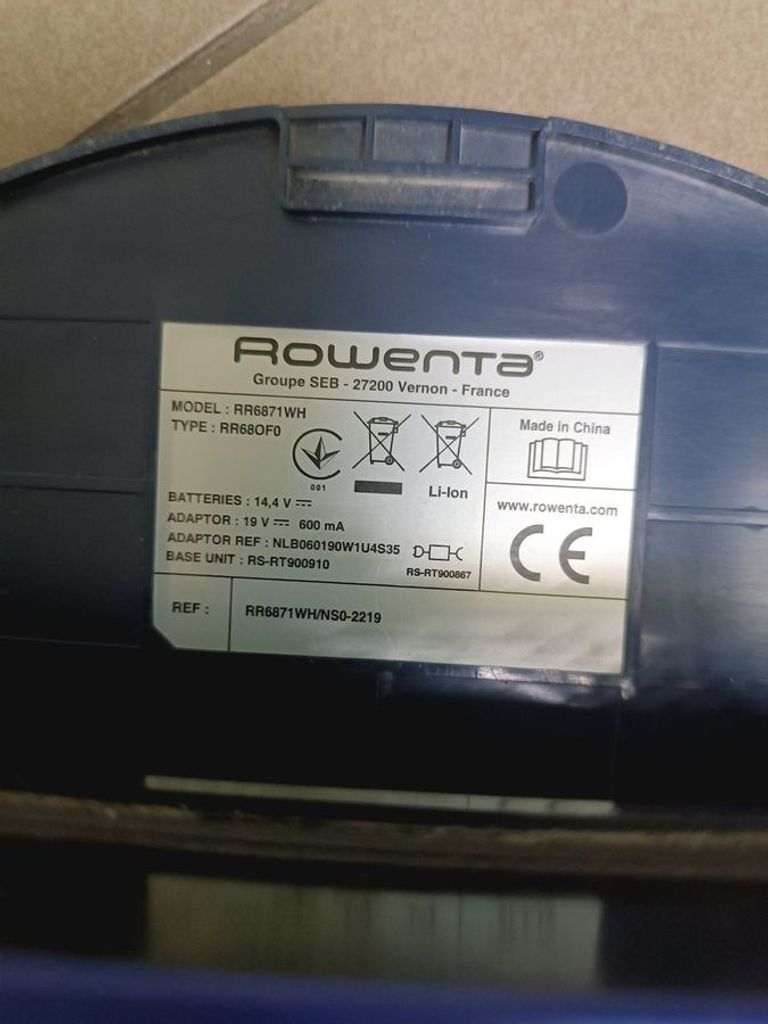 Rowenta®
Groupe SEB - 27200 Vernon - France
MODEL : RR6871WH
TYPE : RR68OF0
001
Li-Ion
Made in China
BATTERIES : 14,4 V ⎓
ADAPTOR : 19 V ⎓ 600 mA
ADAPTOR REF : NLB060190W1U4S35
BASE UNIT : RS-RT900910
RS-RT900867
www.rowenta.com
CE
REF : RR6871WH/NS0-2219